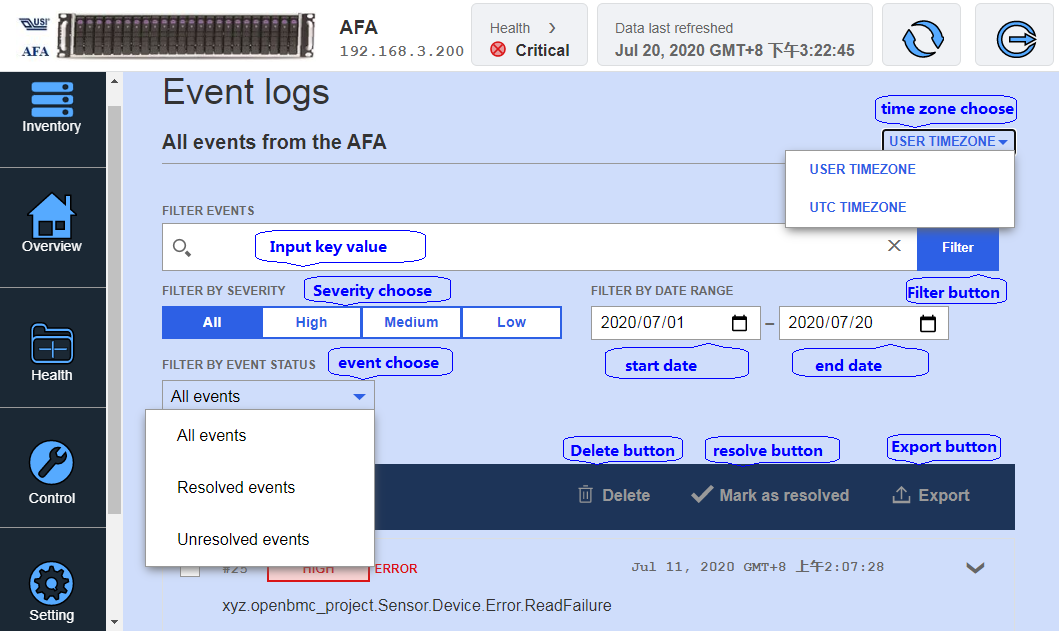 USI
AFA
AFA
192.168.3.200
Health
Critical
Data last refreshed
Jul 20, 2020 GMT+8 下午3:22:45
Inventory
Overview
Health
Control
Setting
Event logs
time zone choose
All events from the AFA
USER TIMEZONE
USER TIMEZONE
UTC TIMEZONE
FILTER EVENTS
Input key value
Filter
FILTER BY SEVERITY
Severity choose
FILTER BY DATE RANGE
Filter button
All High Medium Low
2020/07/01 – 2020/07/20
FILTER BY EVENT STATUS
event choose
start date
end date
All events
All events
Resolved events
Unresolved events
Delete button
resolve button
Export button
Delete
Mark as resolved
Export
#25 HIGH ERROR
Jul 11, 2020 GMT+8 上午2:07:28
xyz.openbmc_project.Sensor.Device.Error.ReadFailure